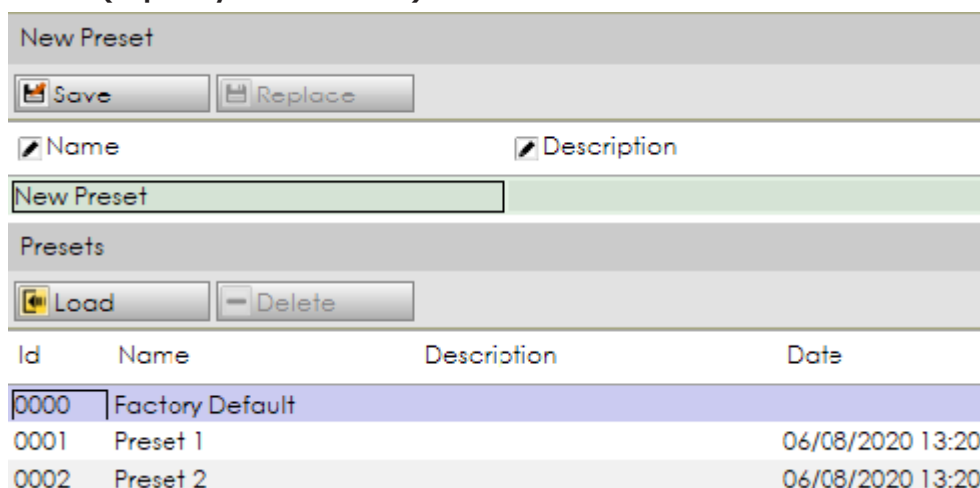 New Preset
Save Replace
Name Description
New Preset
Presets
Load Delete
Id Name Description Date
0000 Factory Default
0001 Preset 1 06/08/2020 13:20
0002 Preset 2 06/08/2020 13:20